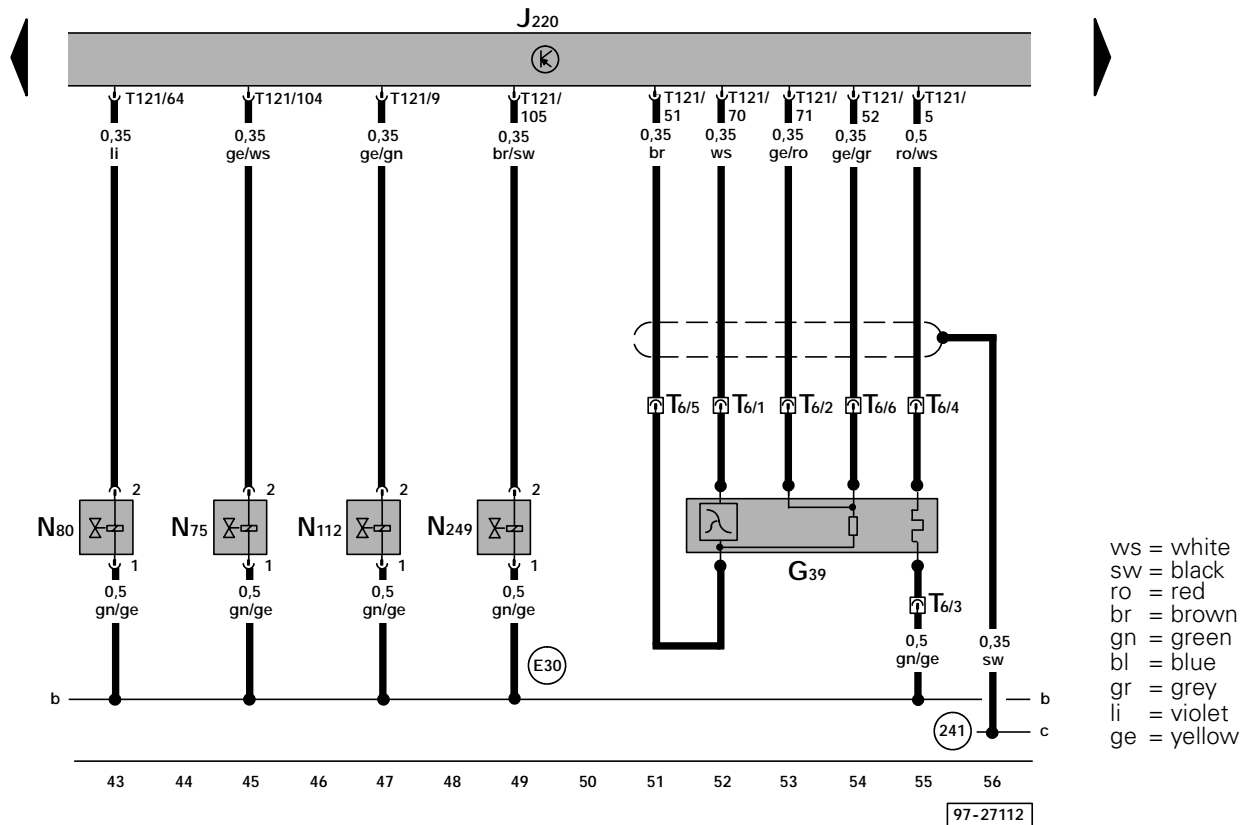 J220
T121/64 T121/104 T121/9 T121/ 105 T121/ 51 T121/ 70 T121/ 71 T121/ 52 T121/ 5
0,35 0,35 0,35 0,35 0,35 0,35 0,35 0,35 0,5
li ge/ws ge/gn br/sw br ws ge/ro ge/gr ro/ws
T6/5 T6/1 T6/2 T6/6 T6/4
2 2 2 2
N80 N75 N112 N249
1 1 1 1
G39
0,5 0,5 0,5 0,5
gn/ge gn/ge gn/ge gn/ge
T6/3
0,5 0,35
gn/ge sw
E30
b b
241 c
43 44 45 46 47 48 49 50 51 52 53 54 55 56
97-27112
ws = white
sw = black
ro = red
br = brown
gn = green
bl = blue
gr = grey
li = violet
ge = yellow